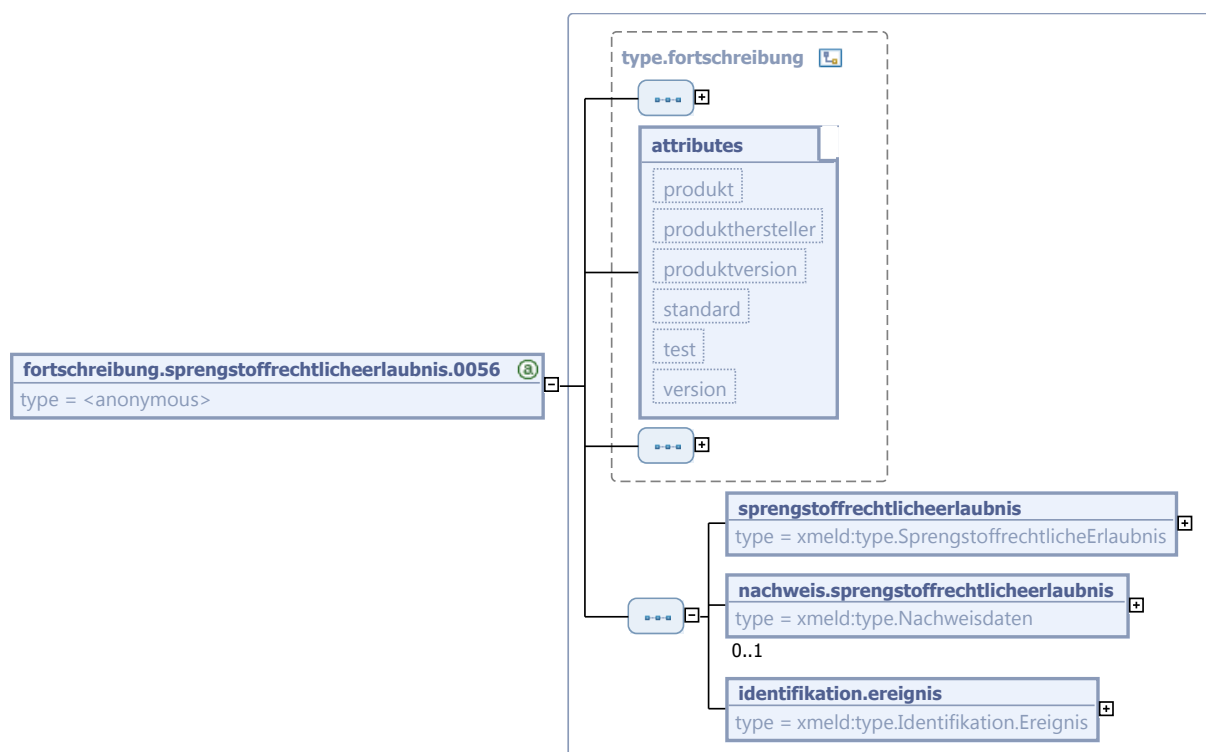 type.fortschreibung
attributes
produkt
produkthersteller
produktversion
standard
test
version
fortschreibung.sprengstoffrechtlicheerlaubnis.0056 a
type = <anonymous>
sprengstoffrechtlicheerlaubnis
type = xmeld:type.SprengstoffrechtlicheErlaubnis
nachweis.sprengstoffrechtlicheerlaubnis
type = xmeld:type.Nachweisdaten
0..1
identifikation.ereignis
type = xmeld:type.Identifikation.Ereignis